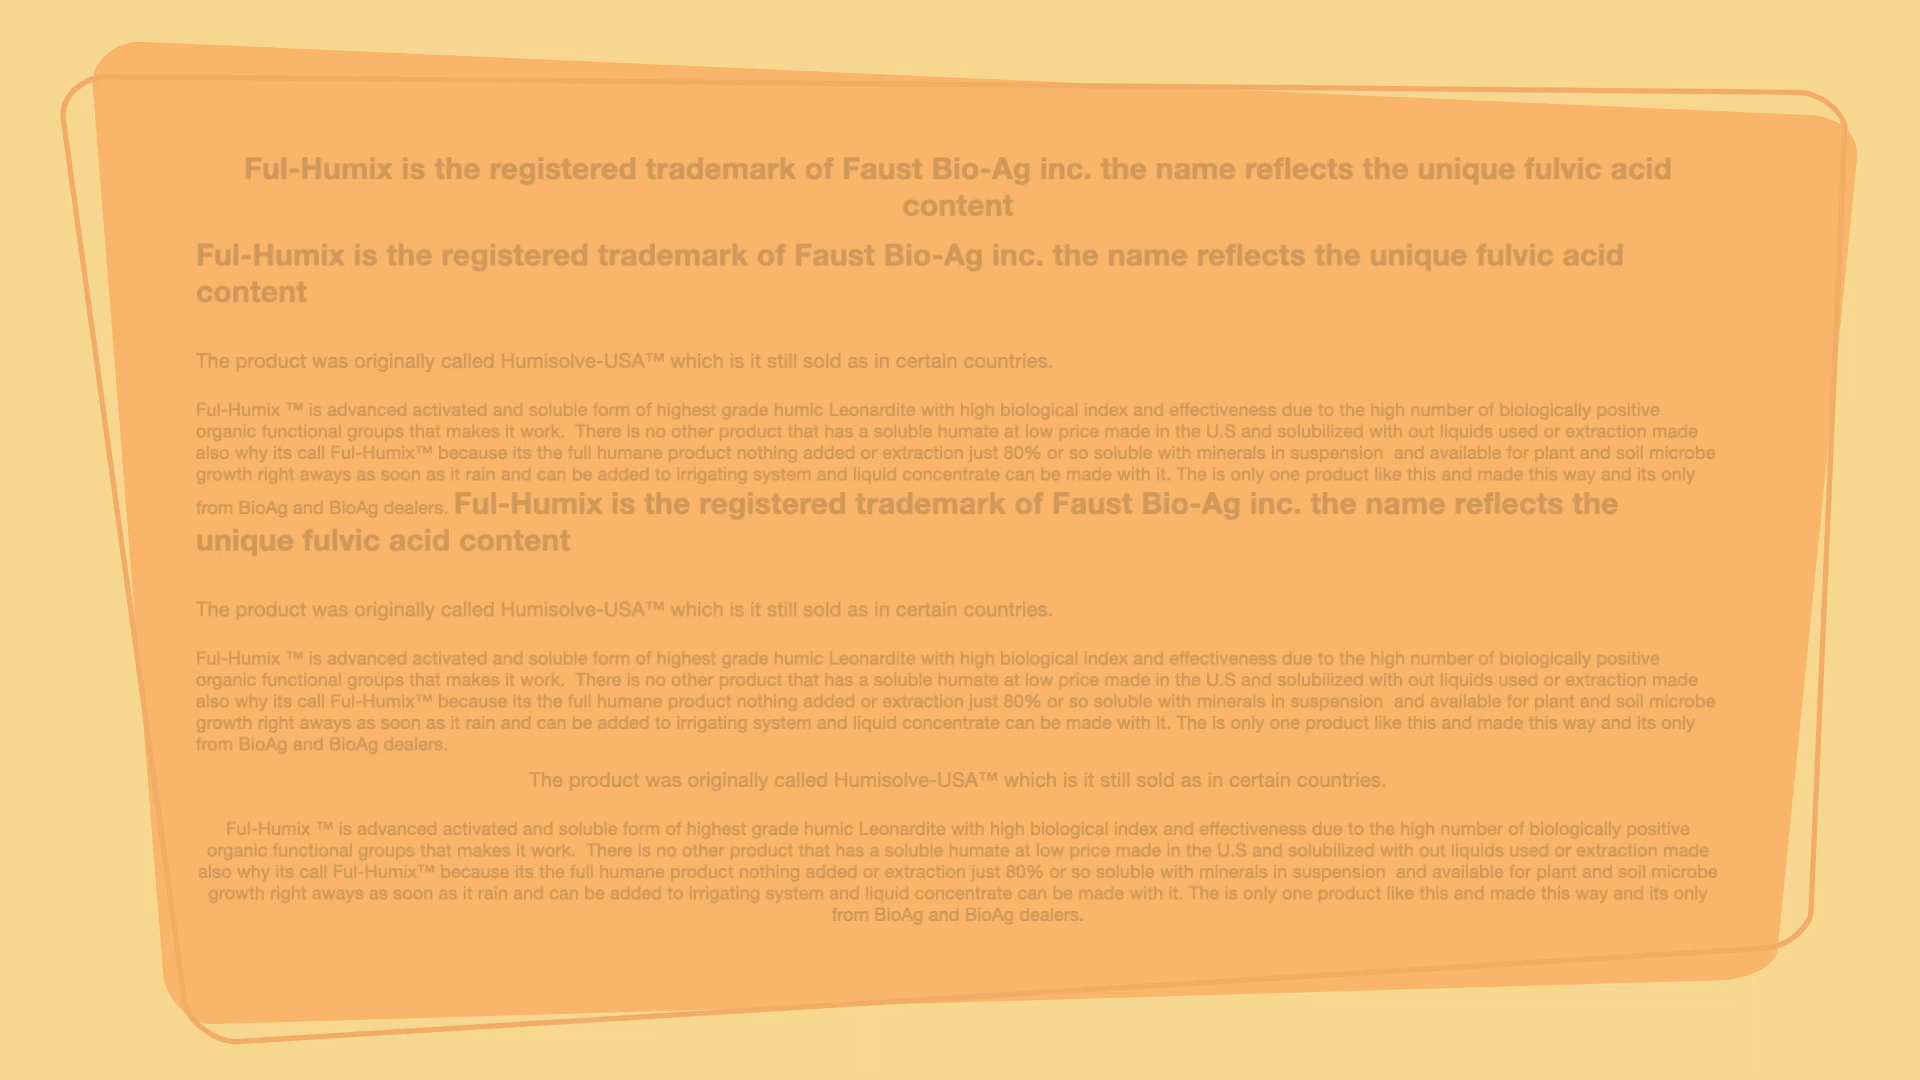 Ful-Humix is the registered trademark of Faust Bio-Ag inc. the name reflects the unique fulvic acid
content
Ful-Humix is the registered trademark of Faust Bio-Ag inc. the name reflects the unique fulvic acid
content
The product was originally called Humisolve-USA™ which is it still sold as in certain countries.
Ful-Humix ™ is advanced activated and soluble form of highest grade humic Leonardite with high biological index and effectiveness due to the high number of biologically positive
organic functional groups that makes it work.  There is no other product that has a soluble humate at low price made in the U.S and solubilized with out liquids used or extraction made
also why its call Ful-Humix™ because its the full humane product nothing added or extraction just 80% or so soluble with minerals in suspension  and available for plant and soil microbe
growth right aways as soon as it rain and can be added to irrigating system and liquid concentrate can be made with it. The is only one product like this and made this way and its only
from BioAg and BioAg dealers. Ful-Humix is the registered trademark of Faust Bio-Ag inc. the name reflects the
unique fulvic acid content
The product was originally called Humisolve-USA™ which is it still sold as in certain countries.
Ful-Humix ™ is advanced activated and soluble form of highest grade humic Leonardite with high biological index and effectiveness due to the high number of biologically positive
organic functional groups that makes it work.  There is no other product that has a soluble humate at low price made in the U.S and solubilized with out liquids used or extraction made
also why its call Ful-Humix™ because its the full humane product nothing added or extraction just 80% or so soluble with minerals in suspension  and available for plant and soil microbe
growth right aways as soon as it rain and can be added to irrigating system and liquid concentrate can be made with it. The is only one product like this and made this way and its only
from BioAg and BioAg dealers.
The product was originally called Humisolve-USA™ which is it still sold as in certain countries.
Ful-Humix ™ is advanced activated and soluble form of highest grade humic Leonardite with high biological index and effectiveness due to the high number of biologically positive
organic functional groups that makes it work.  There is no other product that has a soluble humate at low price made in the U.S and solubilized with out liquids used or extraction made
also why its call Ful-Humix™ because its the full humane product nothing added or extraction just 80% or so soluble with minerals in suspension  and available for plant and soil microbe
growth right aways as soon as it rain and can be added to irrigating system and liquid concentrate can be made with it. The is only one product like this and made this way and its only
from BioAg and BioAg dealers.